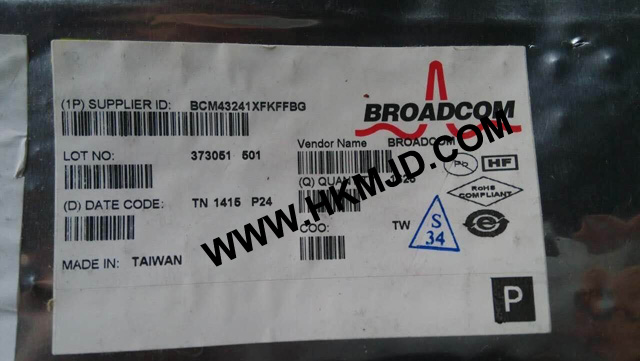 (1P) SUPPLIER ID: BCM43241XFKFFBG
BROADCOM
LOT NO: 373051 501
Vendor Name BROADCOM
Pb HF
(Q) QUAN
RoHS
COMPLIANT
(D) DATE CODE: TN 1415 P24
COO: TW
S
34
e
MADE IN: TAIWAN
P
WWW.HKMJD.COM